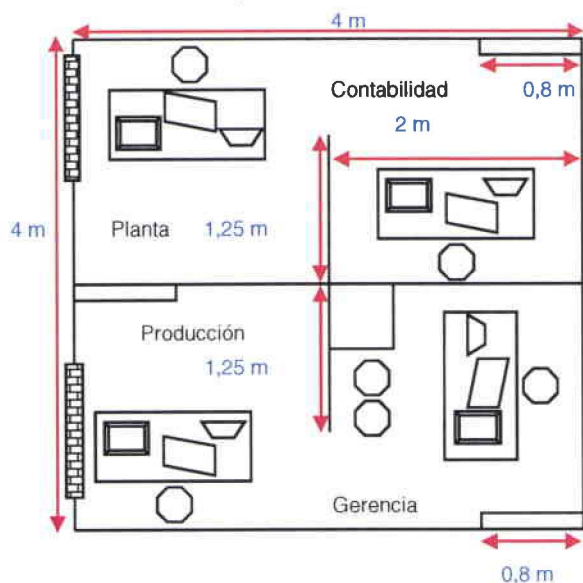 4 m
Contabilidad
0,8 m
2 m
4 m
Planta
1,25 m
Producción
1,25 m
Gerencia
0,8 m